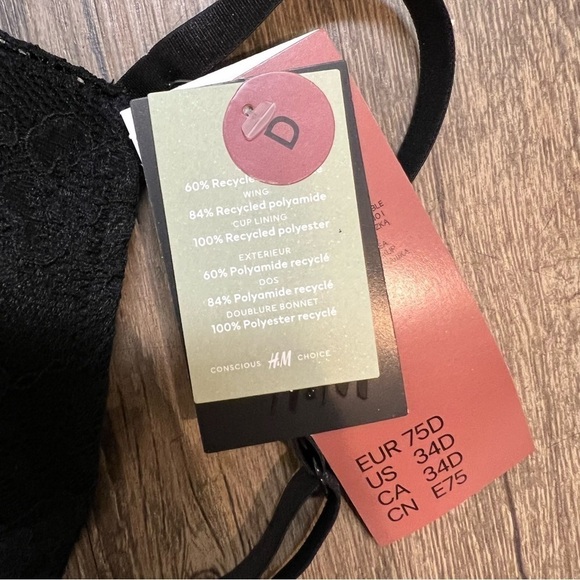 D
60% Recycle
WING
84% Recycled polyamide
CUP LINING
100% Recycled polyester
EXTERIEUR
60% Polyamide recyclé
DOS
84% Polyamide recyclé
DOUBLURE BONNET
100% Polyester recyclé
CONSCIOUS H&M CHOICE
H&M
EUR 75D
US 34D
CA 34D
CN E75